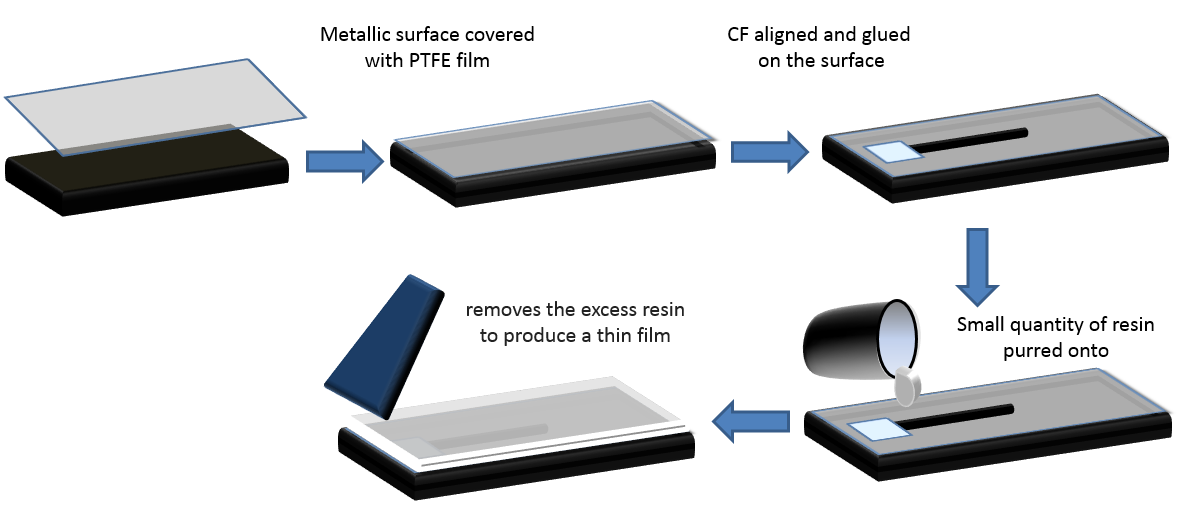 Metallic surface covered
with PTFE film
CF aligned and glued
on the surface
Small quantity of resin
purred onto
removes the excess resin
to produce a thin film